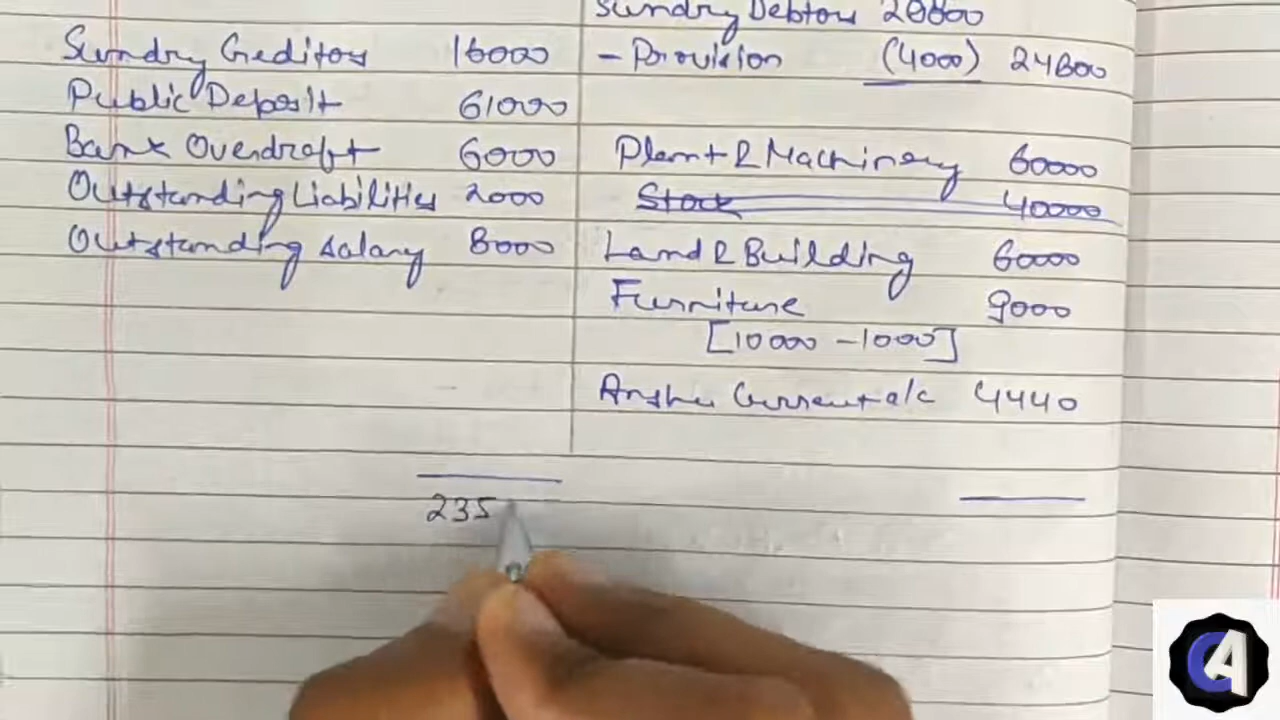 Sundry Debtors 28800
Sundry Creditors 16000
- Provision (4000) 24800
Public Deposit 61000
Bank Overdraft 6000
Plant & Machinery 60000
Outstanding Liabilities 2000
Stock 40000
Outstanding salary 8000
Land & Building 60000
Furniture 9000
[10000 - 1000]
Anshu Current a/c 4440
235
CA